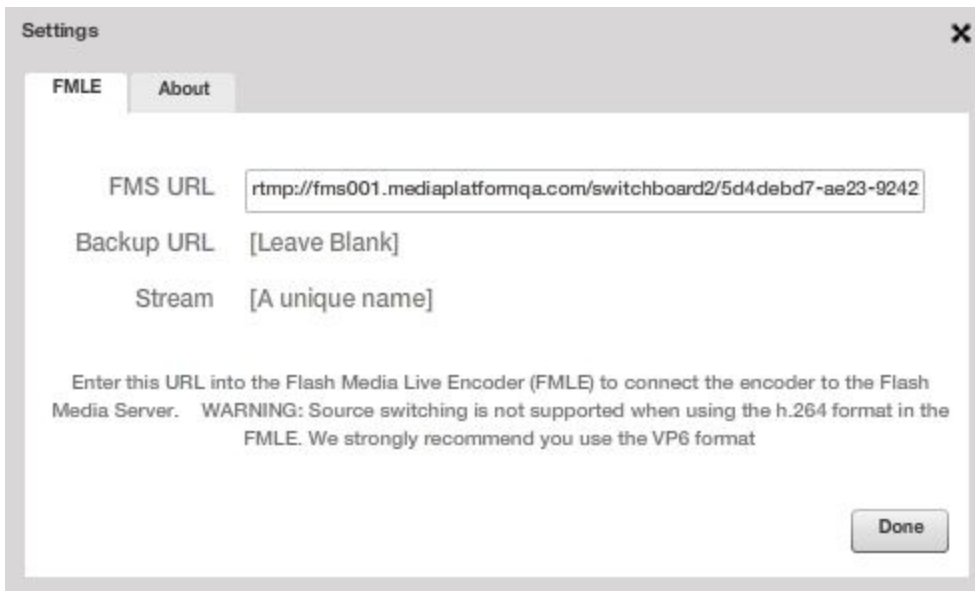 Settings
FMLE
About
FMS URL
rtmp://fms001.mediaplatformqa.com/switchboard2/5d4debd7-ae23-9242
Backup URL
[Leave Blank]
Stream
[A unique name]
Enter this URL into the Flash Media Live Encoder (FMLE) to connect the encoder to the Flash
Media Server. WARNING: Source switching is not supported when using the h.264 format in the
FMLE. We strongly recommend you use the VP6 format
Done